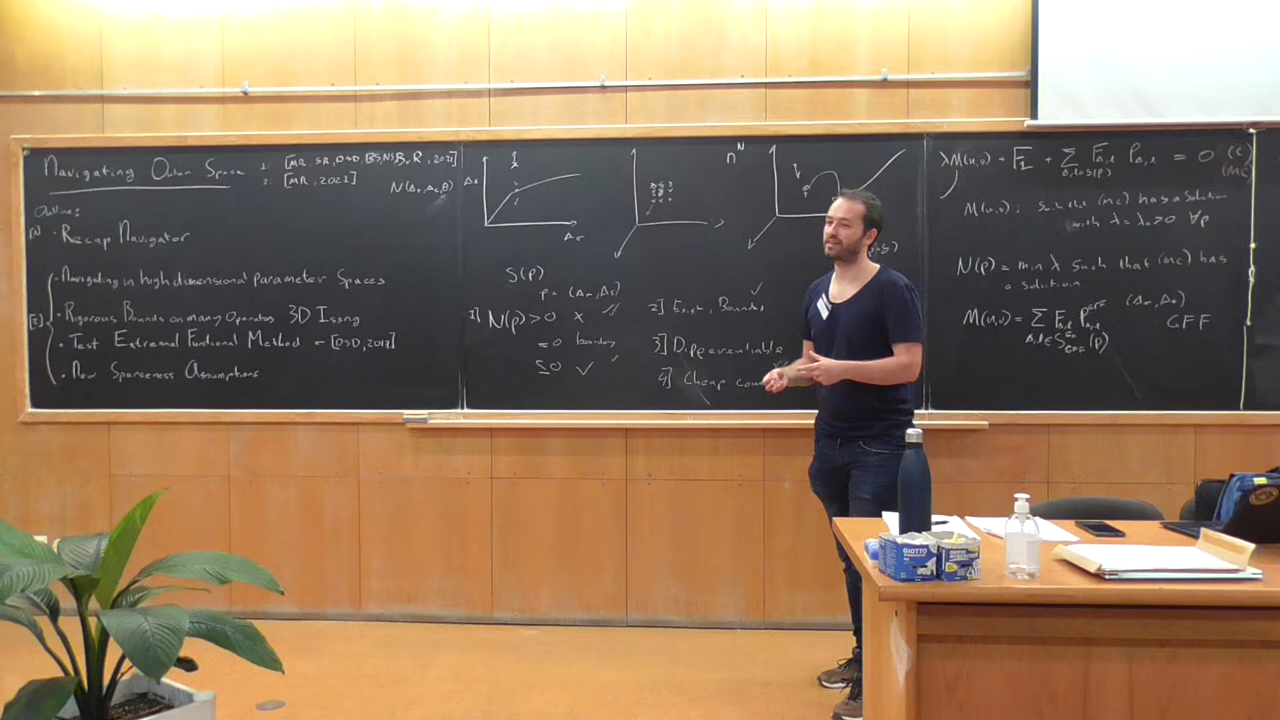 Navigating Outer Space
1: [MR, SR, DSD, BS, NS, B.R, 2021]
2: [MR, 2021]
N(Δσ,Δε,θ)
Outline:
[1] · Recap Navigator
[2]
· Navigating in high dimensional parameter Spaces
· Rigorous Bounds on many Operators 3D Ising
· Test Extremal Functional Method - [DSD, 2017]
· New Sparseness Assumptions
Δε
Δσ
S(p)
p = (Δσ,Δε)
1] N(p) > 0 x ✓
= 0 boundary
≤ 0 ✓
n^N
Bounds ✓
3] Differentiable
4] Cheap
λM(u,v) + F₁ + Σ F_Δ,ℓ P_Δ,ℓ = 0 (C)
Δ,ℓ∈S(p) (MC)
M(u,v): such that (MC) has a Solution
with λ = λ₀ > 0 ∀p
N(p) = min λ such that (MC) has
a solution
M(u,v) = Σ F_Δ,ℓ P^GFF_Δ,ℓ (Δσ,Δε)
GFF
GIOTTO